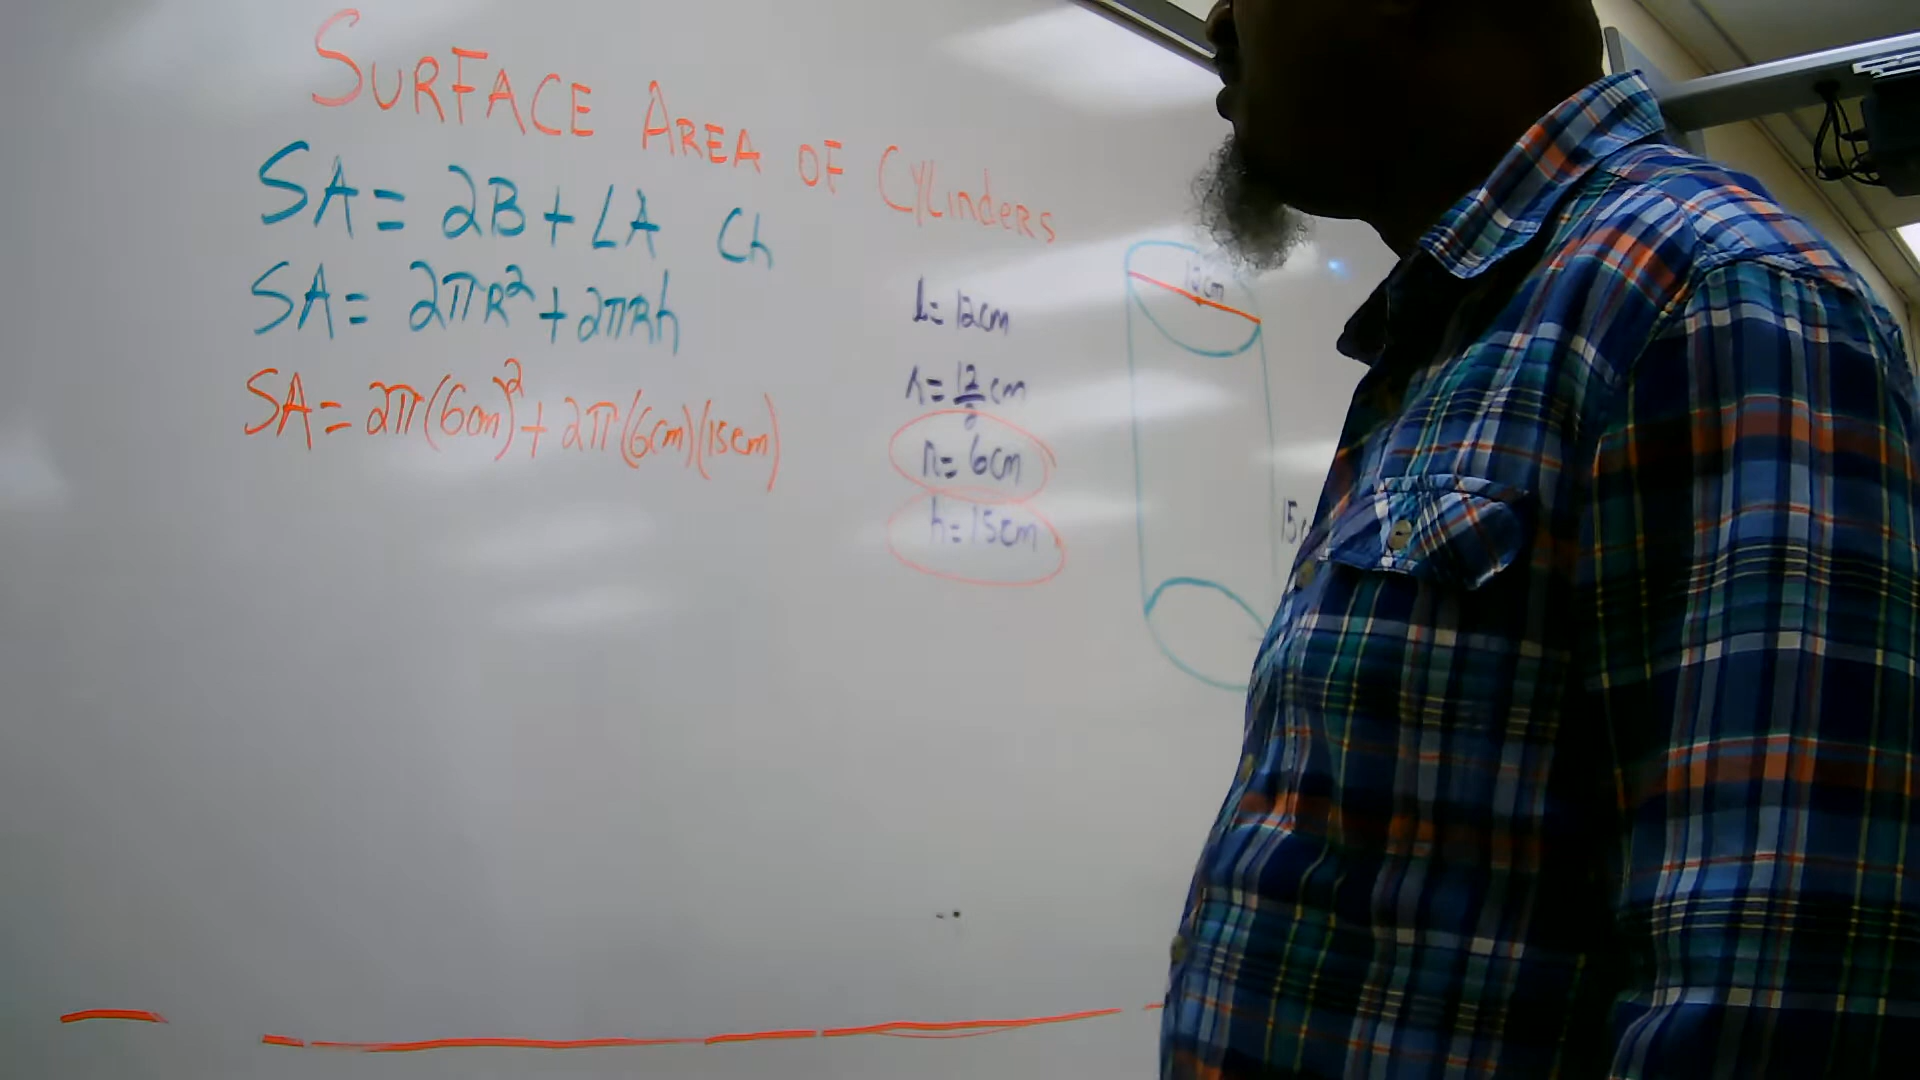 SURFACE AREA OF CYLINDERS
SA = 2B + LA Ch
SA = 2πR² + 2πRh
SA = 2π(6cm)² + 2π(6cm)(15cm)
d = 12cm
r = 12/2 cm
r = 6cm
h = 15cm
12cm